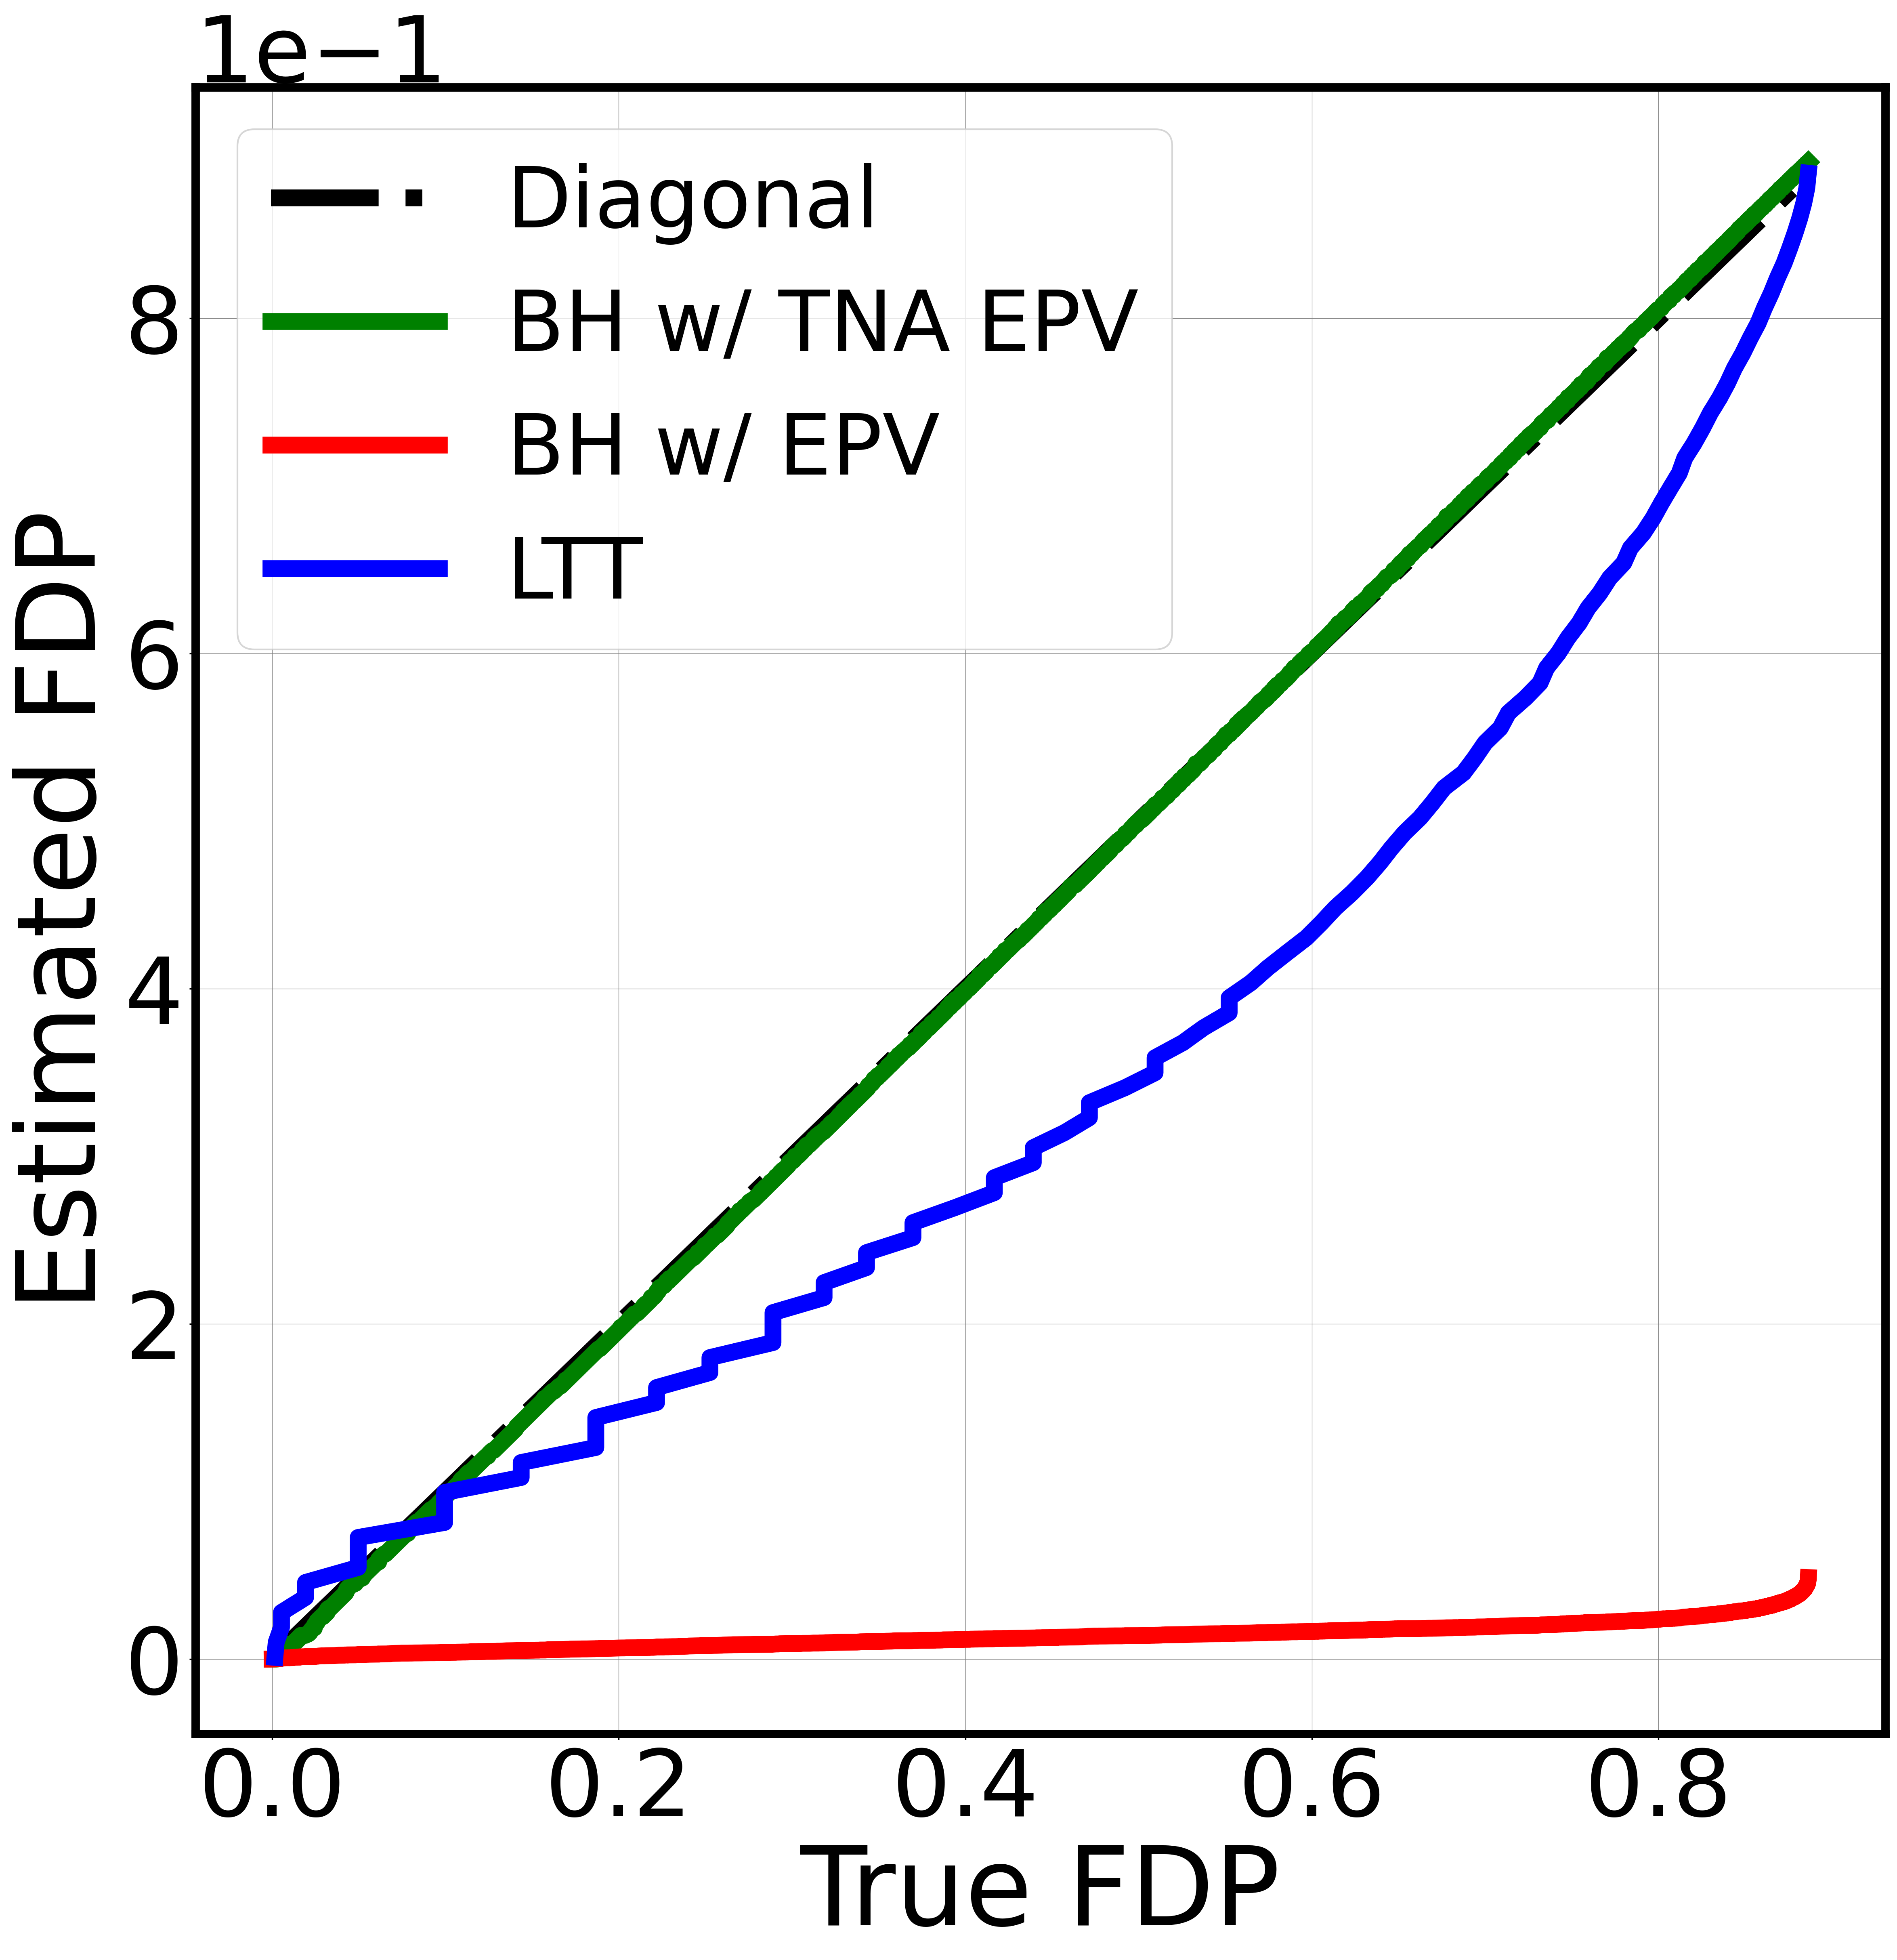 1e−1
Diagonal
BH w/ TNA EPV
BH w/ EPV
LTT
Estimated FDP
8
6
4
2
0
0.0 0.2 0.4 0.6 0.8
True FDP